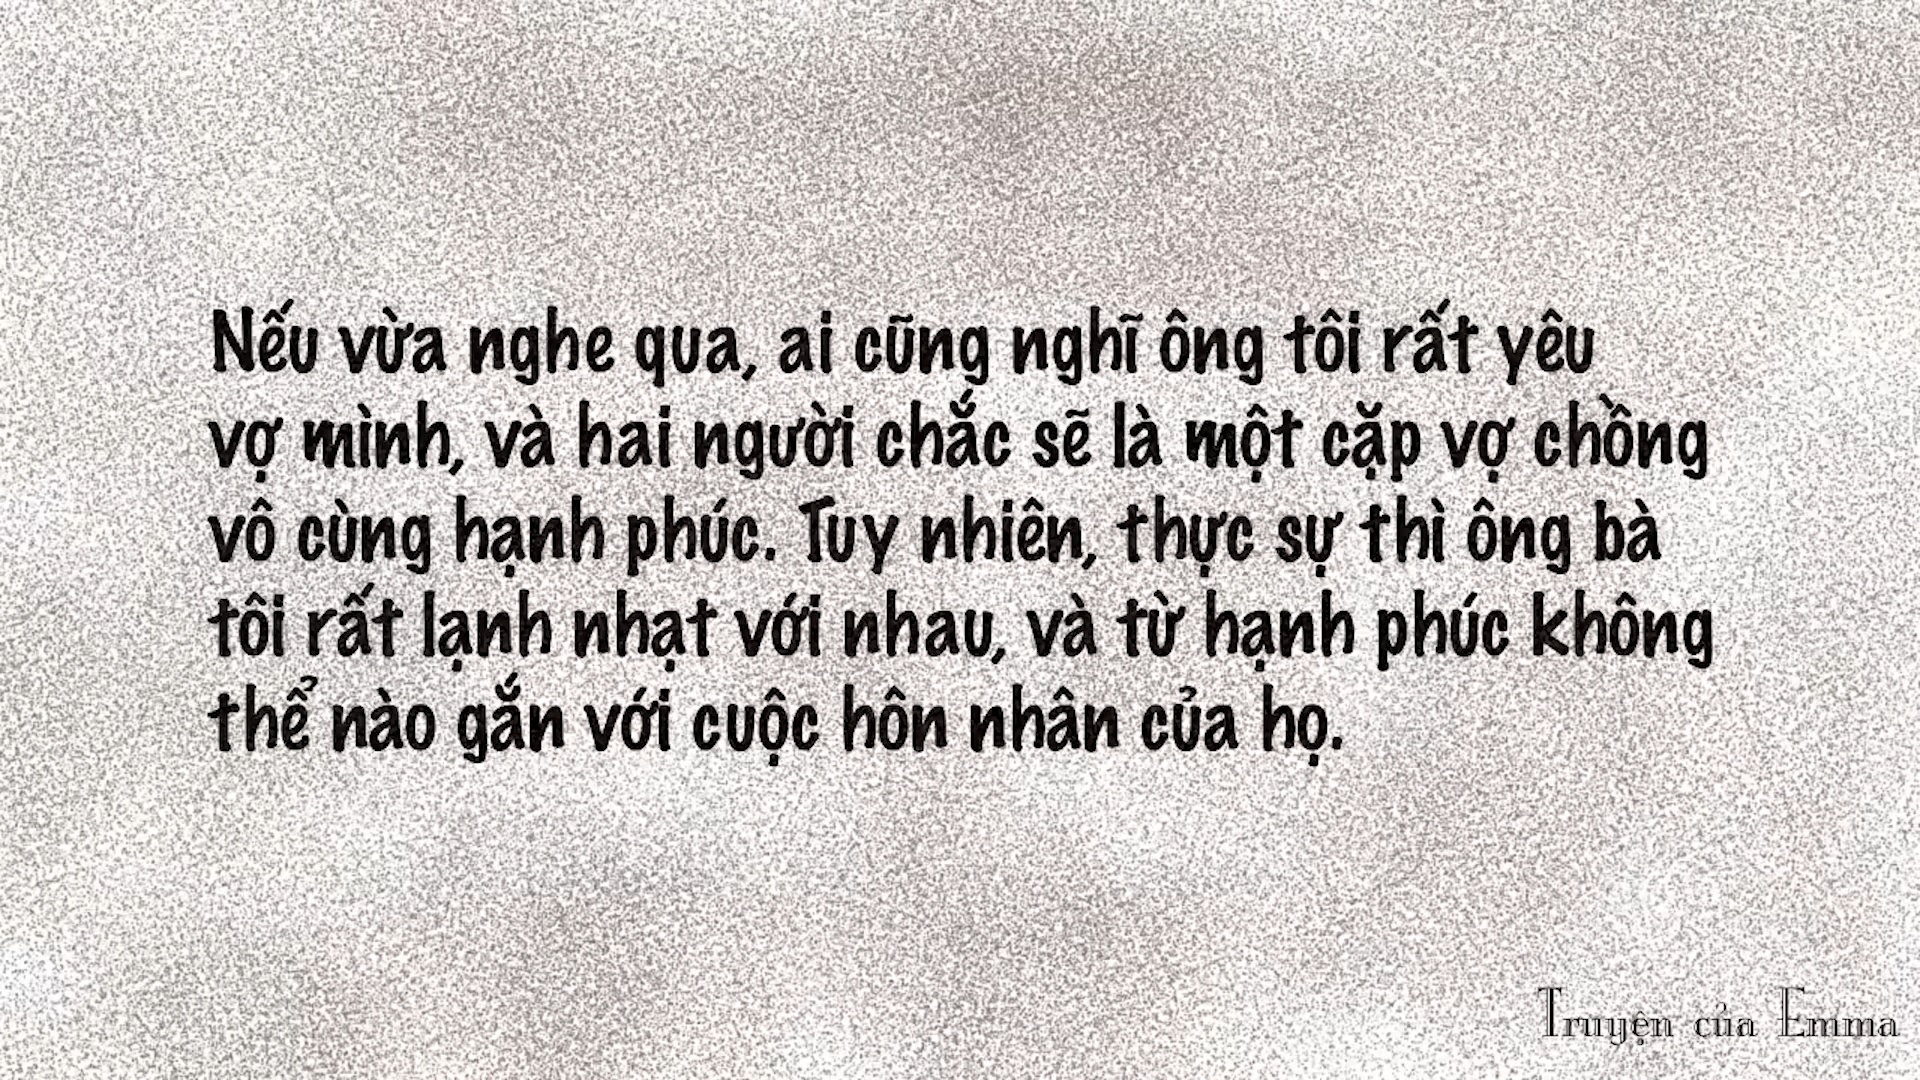 Nếu vừa nghe qua, ai cũng nghĩ ông tôi rất yêu
vợ mình, và hai người chắc sẽ là một cặp vợ chồng
vô cùng hạnh phúc. Tuy nhiên, thực sự thì ông bà
tôi rất lạnh nhạt với nhau, và từ hạnh phúc không
thể nào gắn với cuộc hôn nhân của họ.
Truyện của Emma